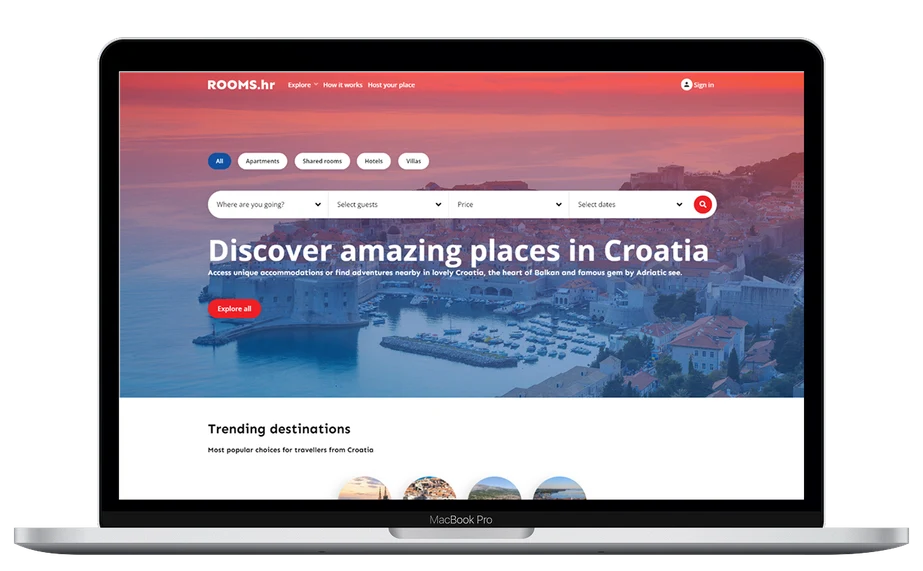 ROOMS.hr
Explore How it works Host your place
Sign in
All Apartments Shared rooms Hotels Villas
Where are you going? Select guests Price Select dates
Discover amazing places in Croatia
Access unique accommodations or find adventures nearby in lovely Croatia, the heart of Balkan and famous gem by Adriatic see.
Explore all
Trending destinations
Most popular choices for travellers from Croatia
MacBook Pro